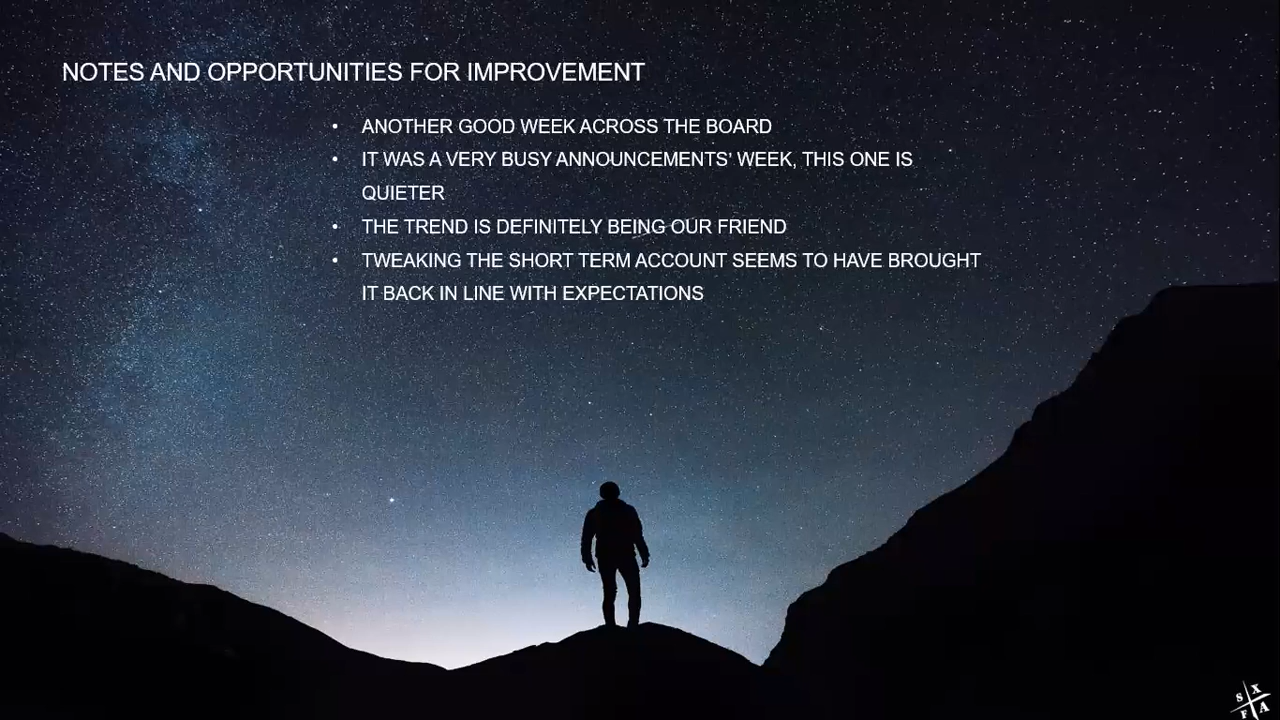 NOTES AND OPPORTUNITIES FOR IMPROVEMENT
• ANOTHER GOOD WEEK ACROSS THE BOARD
• IT WAS A VERY BUSY ANNOUNCEMENTS' WEEK, THIS ONE IS
QUIETER
• THE TREND IS DEFINITELY BEING OUR FRIEND
• TWEAKING THE SHORT TERM ACCOUNT SEEMS TO HAVE BROUGHT
IT BACK IN LINE WITH EXPECTATIONS
S X
F A